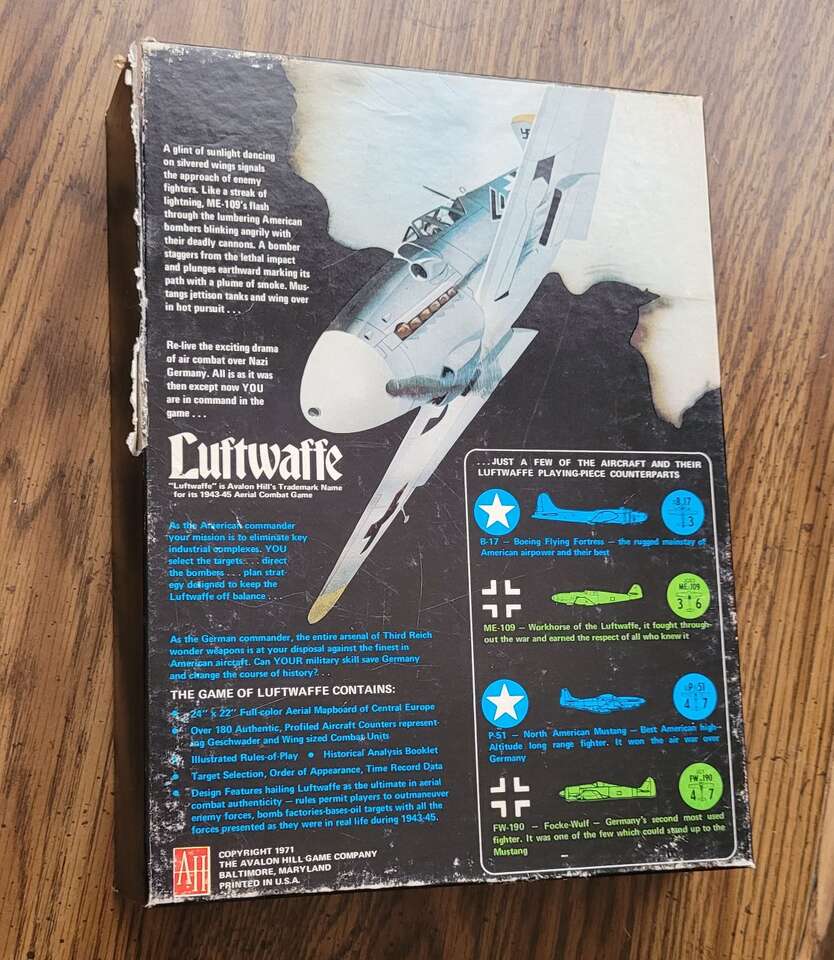 A glint of sunlight dancing
on silvered wings signals
the approach of enemy
fighters. Like a streak of
lightning, ME-109's flash
through the lumbering American
bombers blinking angrily with
their deadly cannons. A bomber
staggers from the lethal impact
and plunges earthward marking its
path with a plume of smoke. Mus-
tangs jettison tanks and wing over
in hot pursuit . . .
Re-live the exciting drama
of air combat over Nazi
Germany. All is as it was
then except now YOU
are in command in the
game . . .
Luftwaffe
"Luftwaffe" is Avalon Hill's Trademark Name
for its 1943-45 Aerial Combat Game
As the American commander
your mission is to eliminate key
industrial complexes. YOU
select the targets . . . direct
the bombers . . . plan strat-
egy designed to keep the
Luftwaffe off balance . . .
As the German commander, the entire arsenal of Third Reich
wonder weapons is at your disposal against the finest in
American aircraft. Can YOUR military skill save Germany
and change the course of history? . .
THE GAME OF LUFTWAFFE CONTAINS:
• 24" x 22" Full-color Aerial Mapboard of Central Europe
• Over 180 Authentic, Profiled Aircraft Counters represent-
ing Geschwader and Wing sized Combat Units
• Illustrated Rules-of-Play • Historical Analysis Booklet
• Target Selection, Order of Appearance, Time Record Data
• Design Features hailing Luftwaffe as the ultimate in aerial
combat authenticity — rules permit players to outmaneuver
enemy forces, bomb factories-bases-oil targets with all the
forces presented as they were in real life during 1943-45.
AH
COPYRIGHT 1971
THE AVALON HILL GAME COMPANY
BALTIMORE, MARYLAND
PRINTED IN U.S.A.
. . . JUST A FEW OF THE AIRCRAFT AND THEIR
LUFTWAFFE PLAYING-PIECE COUNTERPARTS
B-17
3
B-17 — Boeing Flying Fortress — the rugged mainstay of
American airpower and their best
ME-109
3 6
ME-109 — Workhorse of the Luftwaffe, it fought through-
out the war and earned the respect of all who knew it
P-51
4 7
P-51 — North American Mustang — Best American high-
Altitude long range fighter. It won the air war over
Germany
FW-190
4 7
FW-190 — Focke-Wulf — Germany's second most used
fighter. It was one of the few which could stand up to the
Mustang